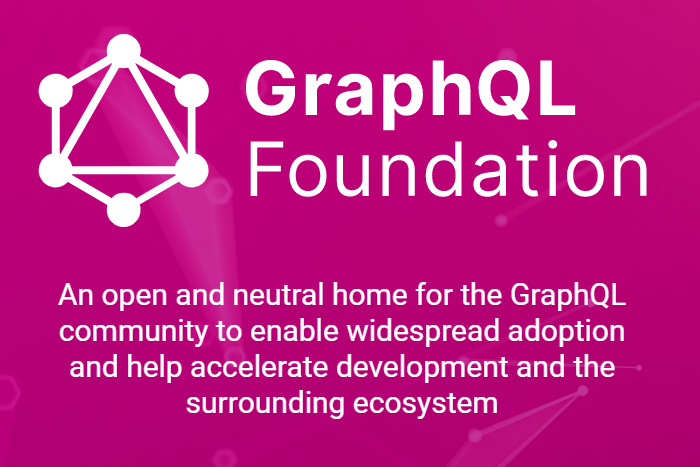 GraphQL
Foundation
An open and neutral home for the GraphQL
community to enable widespread adoption
and help accelerate development and the
surrounding ecosystem